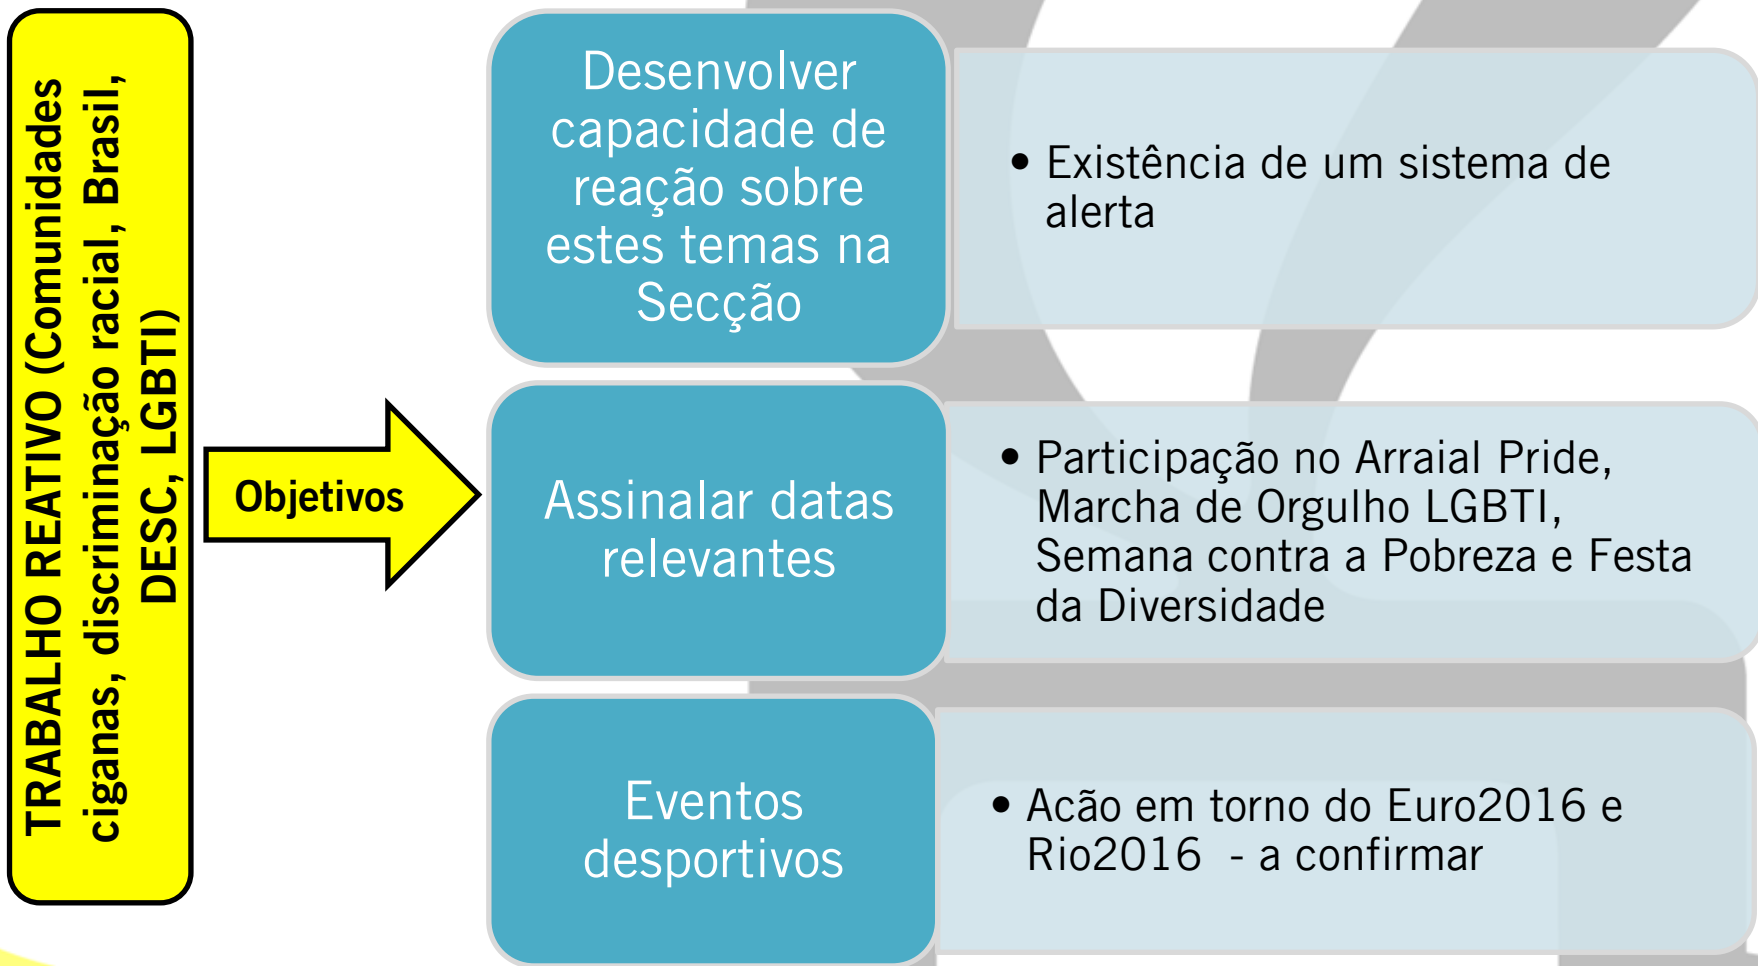 TRABALHO REATIVO (Comunidades
ciganas, discriminação racial, Brasil,
DESC, LGBTI)
Objetivos
Desenvolver
capacidade de
reação sobre
estes temas na
Secção
• Existência de um sistema de
alerta
Assinalar datas
relevantes
• Participação no Arraial Pride,
Marcha de Orgulho LGBTI,
Semana contra a Pobreza e Festa
da Diversidade
Eventos
desportivos
• Acão em torno do Euro2016 e
Rio2016 - a confirmar